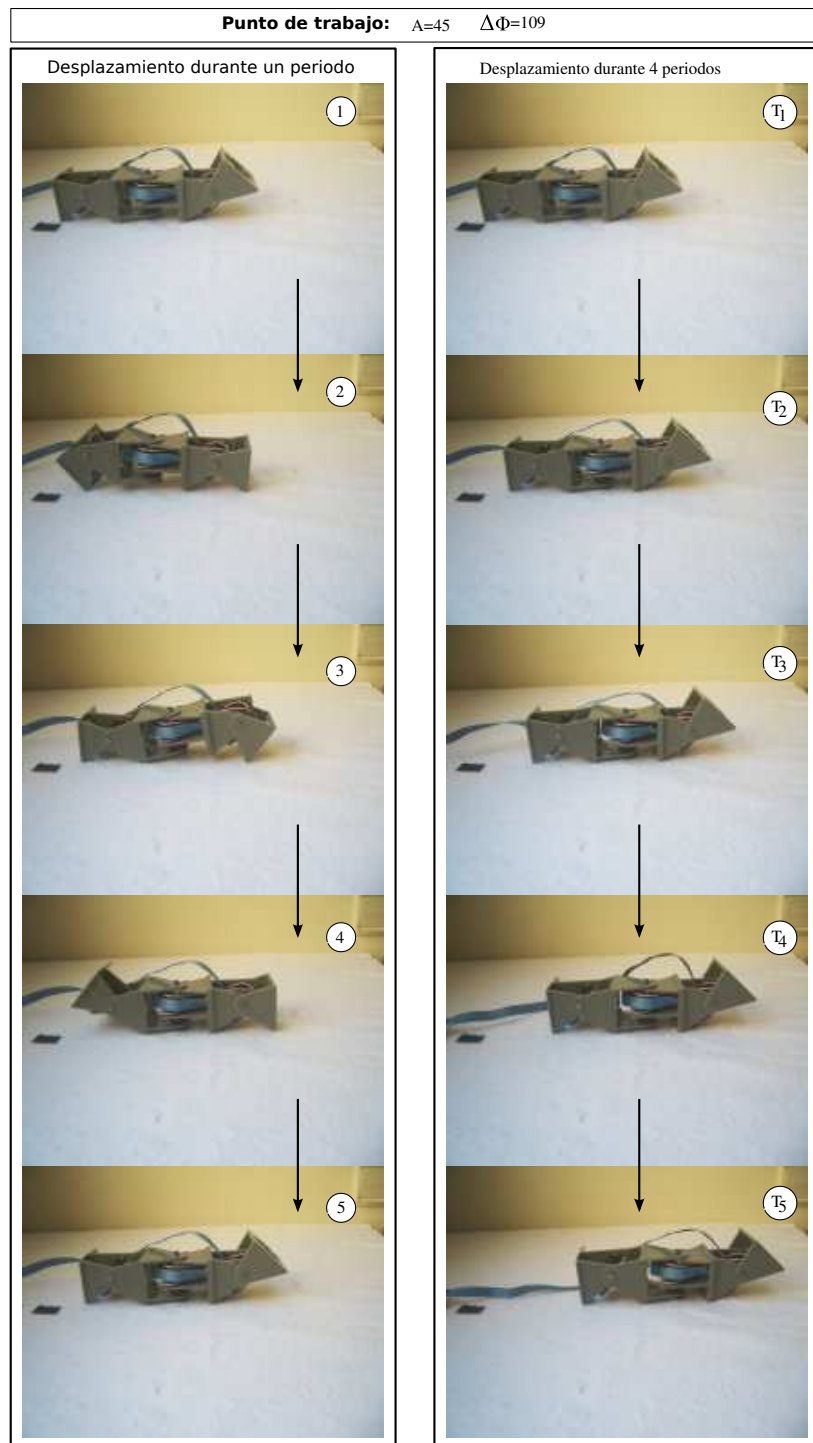 Punto de trabajo: A=45 ΔΦ=109
Desplazamiento durante un periodo
1
2
3
4
5
Desplazamiento durante 4 periodos
T1
T2
T3
T4
T5